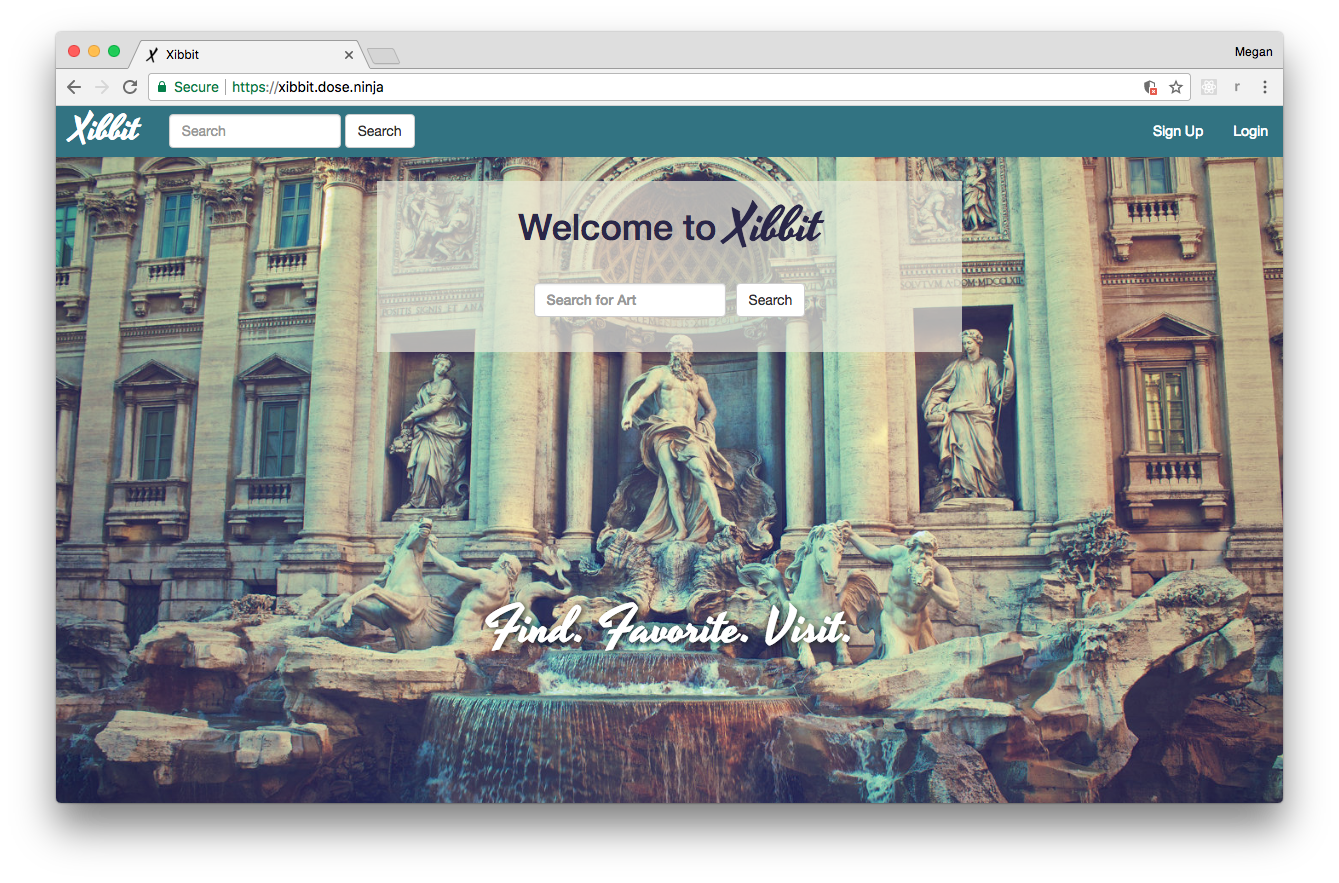 Xibbit
Megan
Secure https://xibbit.dose.ninja
r
Xibbit Search Search Sign Up Login
Welcome to Xibbit
Search for Art Search
Find. Favorite. Visit.